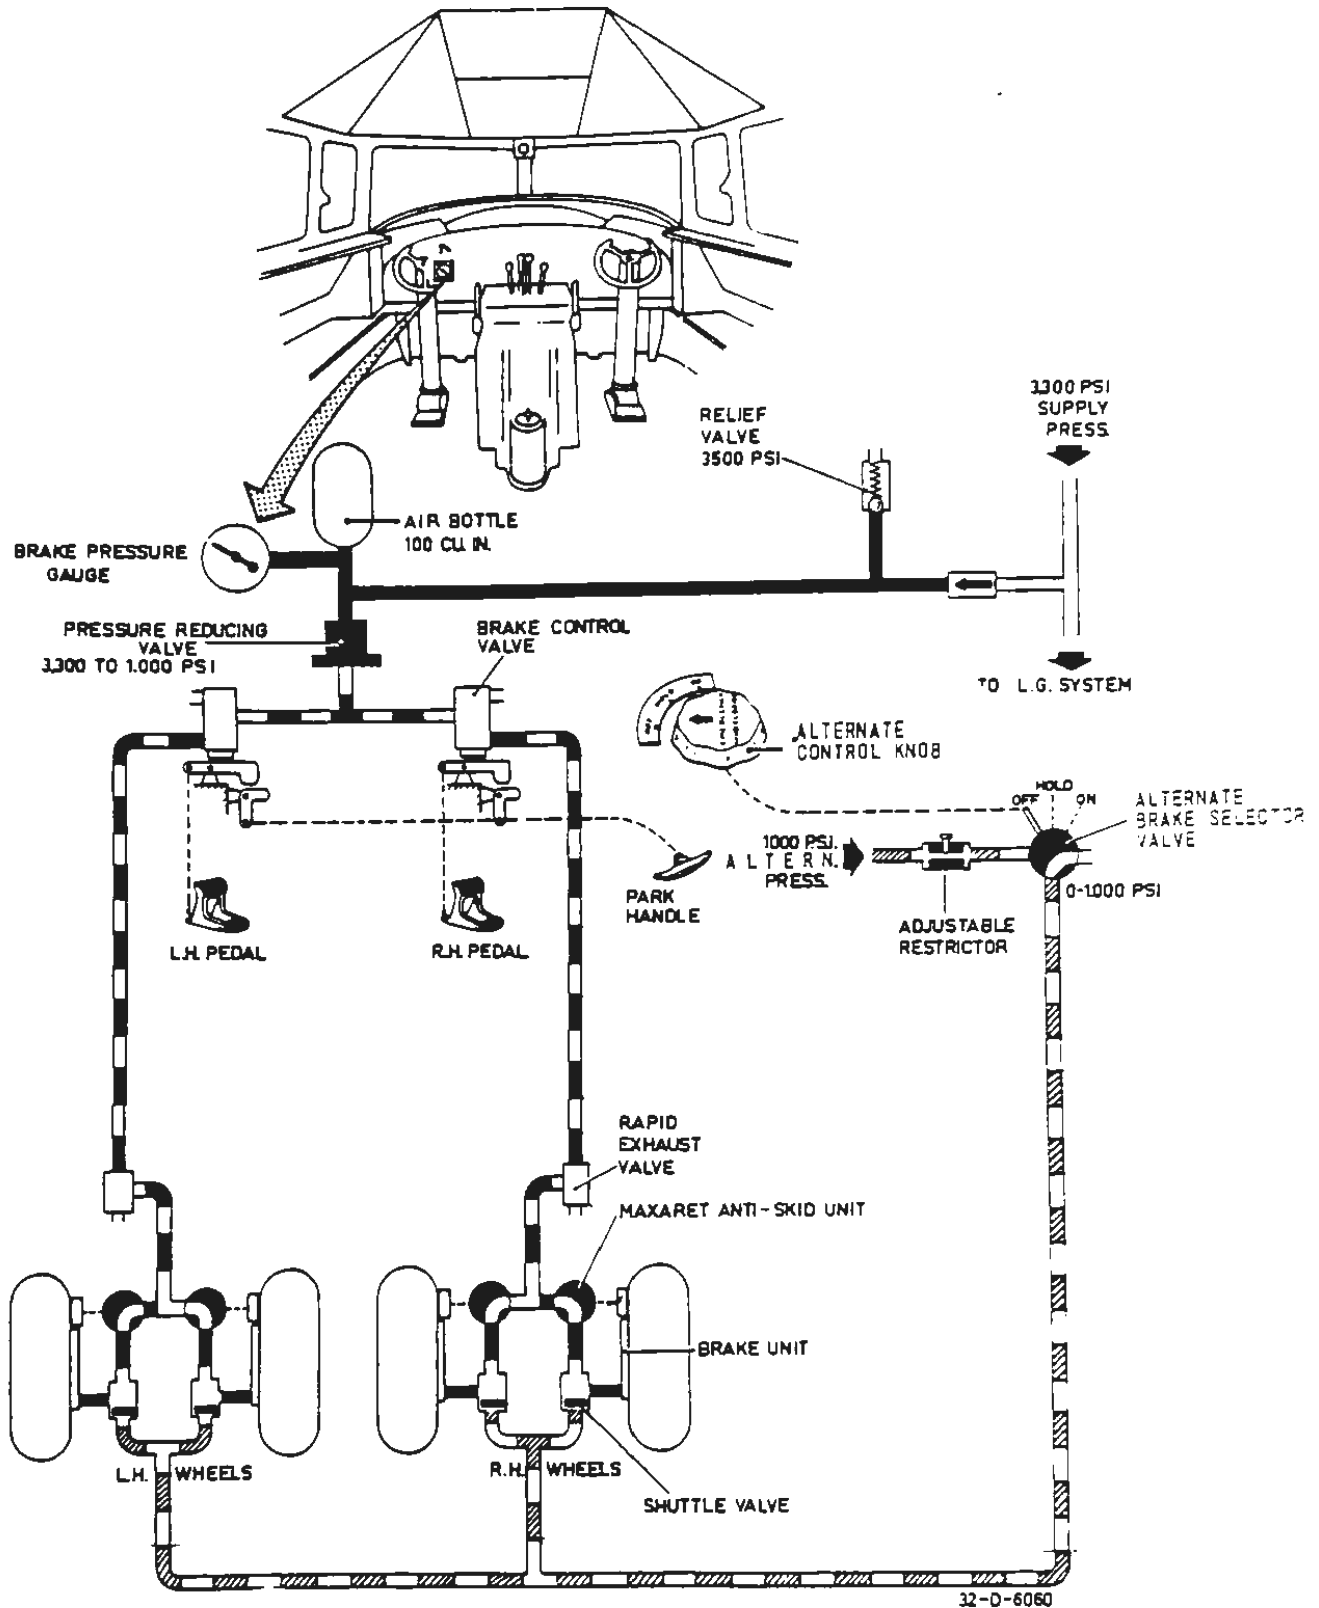 3,300 PSI
SUPPLY
PRESS.
RELIEF
VALVE
3500 PSI
AIR BOTTLE
100 CU. IN.
BRAKE PRESSURE
GAUGE
PRESSURE REDUCING
VALVE
3,300 TO 1.000 PSI
BRAKE CONTROL
VALVE
TO L.G. SYSTEM
ALTERNATE
CONTROL KNOB
OFF
HOLD
ON
ALTERNATE
BRAKE SELECTOR
VALVE
1000 PSI.
ALTERN.
PRESS.
0-1.000 PSI
PARK
HANDLE
ADJUSTABLE
RESTRICTOR
L.H. PEDAL
R.H. PEDAL
RAPID
EXHAUST
VALVE
MAXARET ANTI-SKID UNIT
BRAKE UNIT
L.H. WHEELS
R.H. WHEELS
SHUTTLE VALVE
32-D-6060